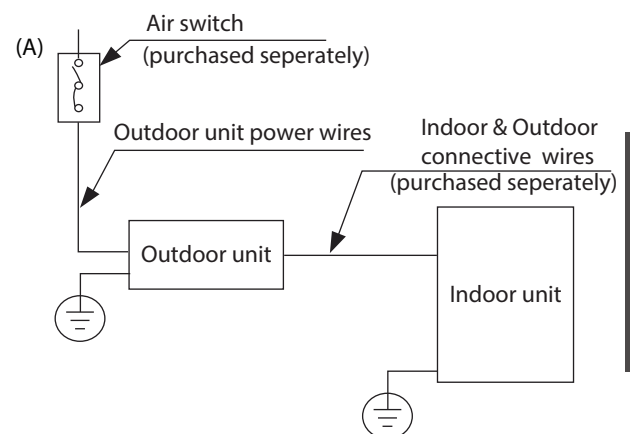 (A)
Air switch
(purchased seperately)
Outdoor unit power wires
Indoor & Outdoor
connective wires
(purchased seperately)
Outdoor unit
Indoor unit